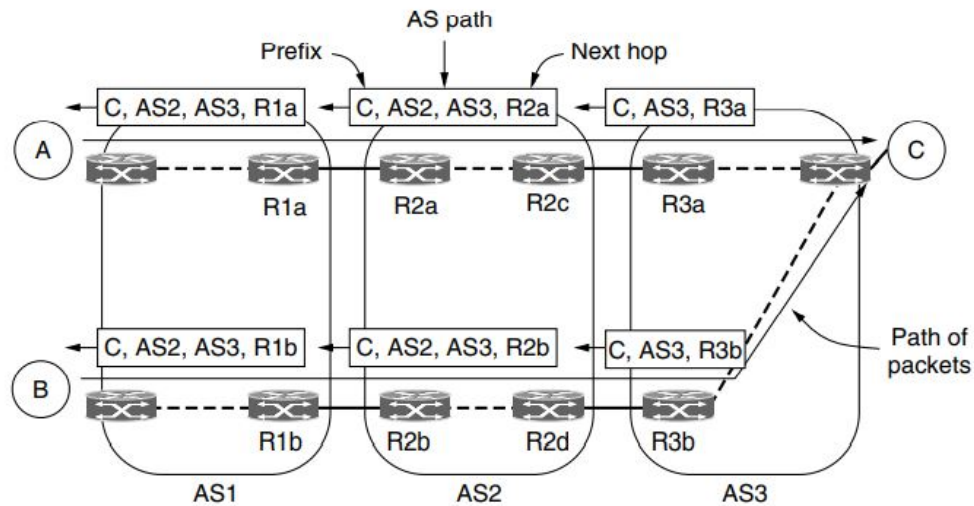 AS path
Prefix
Next hop
C, AS2, AS3, R1a
C, AS2, AS3, R2a
C, AS3, R3a
A
C
R1a
R2a
R2c
R3a
C, AS2, AS3, R1b
C, AS2, AS3, R2b
C, AS3, R3b
Path of
packets
B
R1b
R2b
R2d
R3b
AS1
AS2
AS3